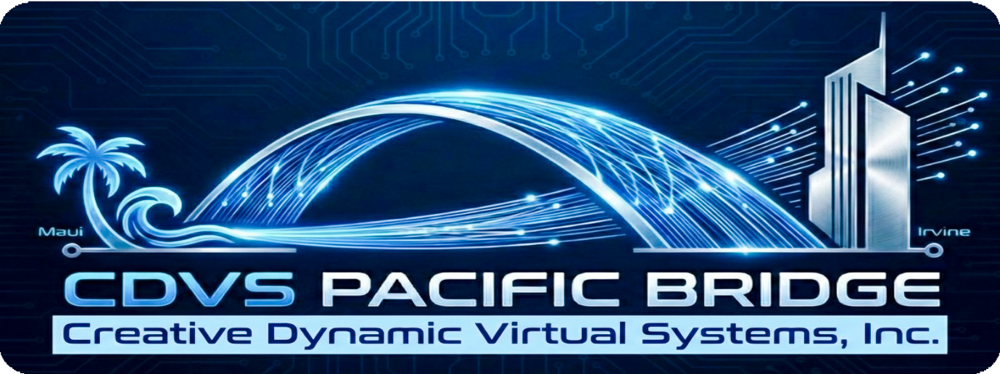 Maui
Irvine
CDVS PACIFIC BRIDGE
Creative Dynamic Virtual Systems, Inc.